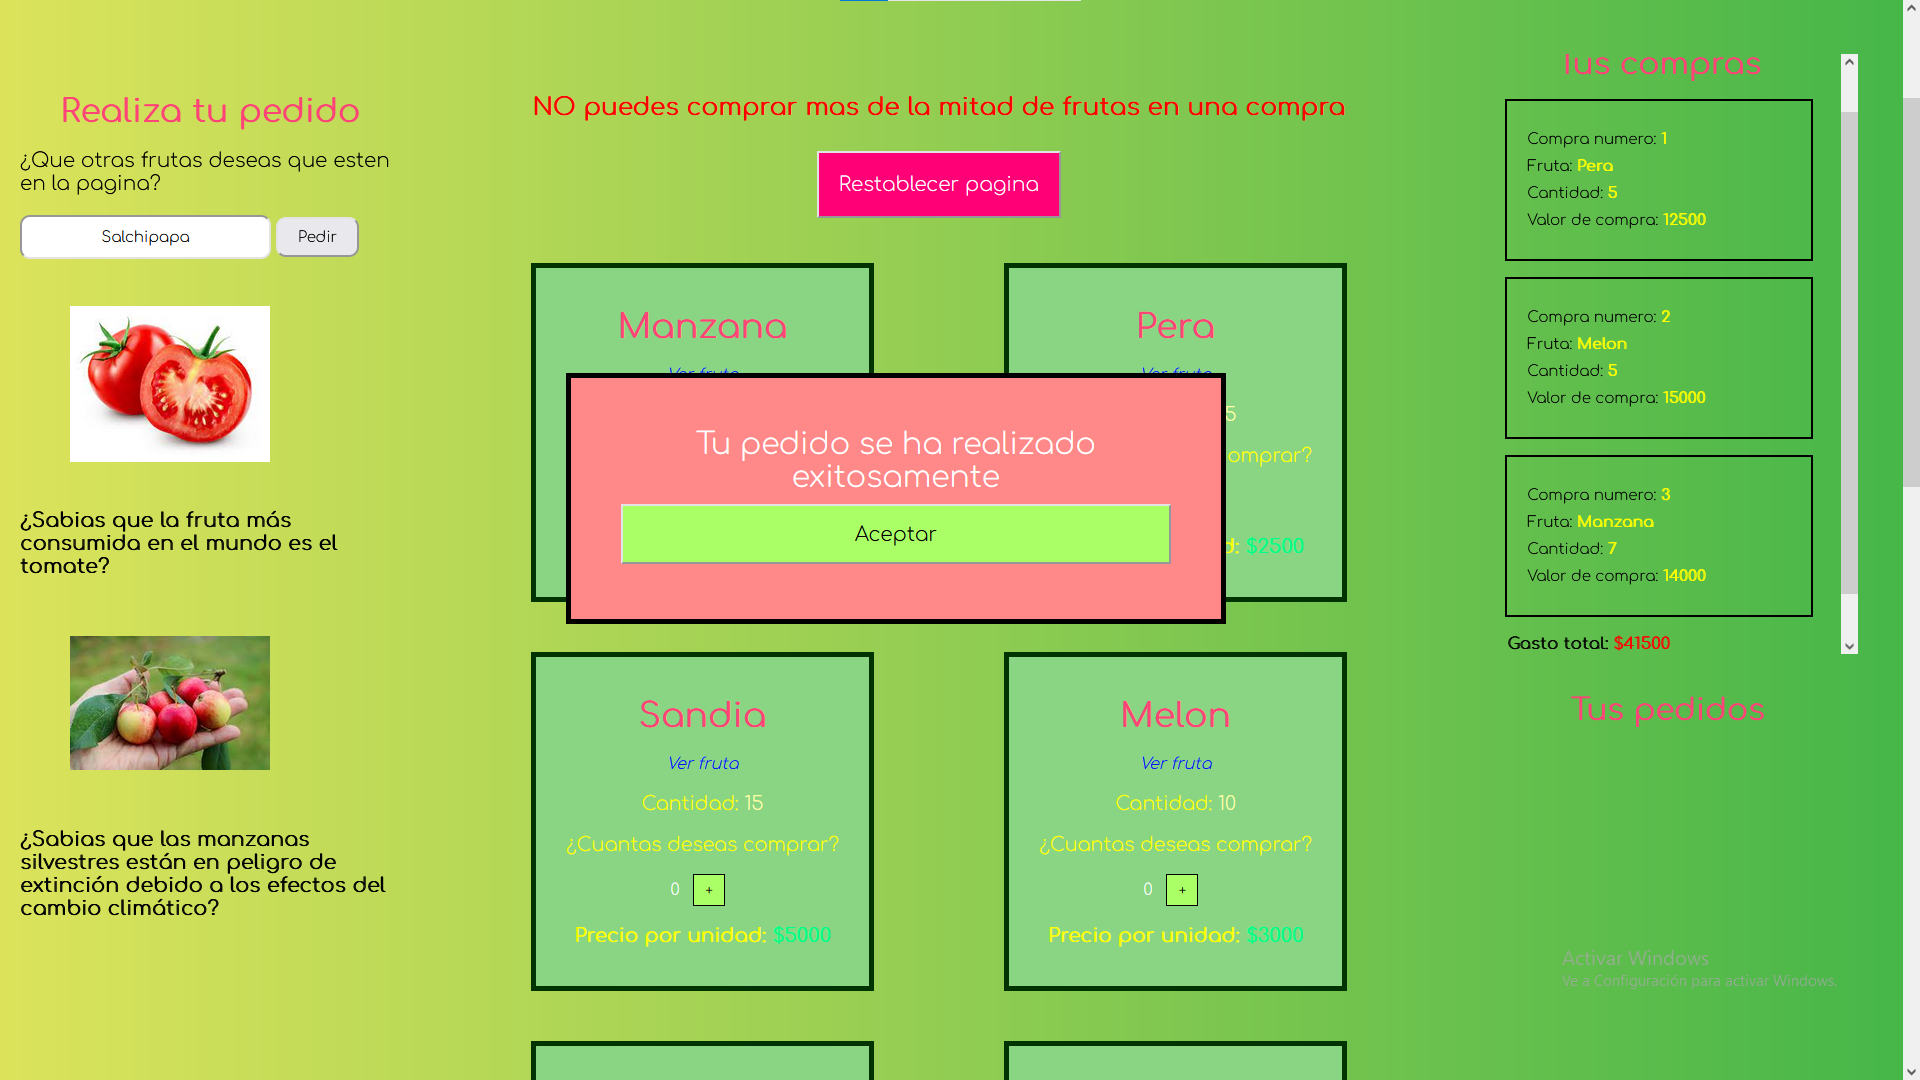 Realiza tu pedido
¿Que otras frutas deseas que esten
en la pagina?
Salchipapa
Pedir
¿Sabias que la fruta más
consumida en el mundo es el
tomate?
¿Sabias que las manzanas
silvestres están en peligro de
extinción debido a los efectos del
cambio climático?
NO puedes comprar mas de la mitad de frutas en una compra
Restablecer pagina
Manzana
Ver fruta
Pera
Ver fruta
5
omprar?
d: $2500
Tu pedido se ha realizado
exitosamente
Aceptar
Sandia
Ver fruta
Cantidad: 15
¿Cuantas deseas comprar?
0 +
Precio por unidad: $5000
Melon
Ver fruta
Cantidad: 10
¿Cuantas deseas comprar?
0 +
Precio por unidad: $3000
Tus compras
Compra numero: 1
Fruta: Pera
Cantidad: 5
Valor de compra: 12500
Compra numero: 2
Fruta: Melon
Cantidad: 5
Valor de compra: 15000
Compra numero: 3
Fruta: Manzana
Cantidad: 7
Valor de compra: 14000
Gasto total: $41500
Tus pedidos
Activar Windows
Ve a Configuración para activar Windows.